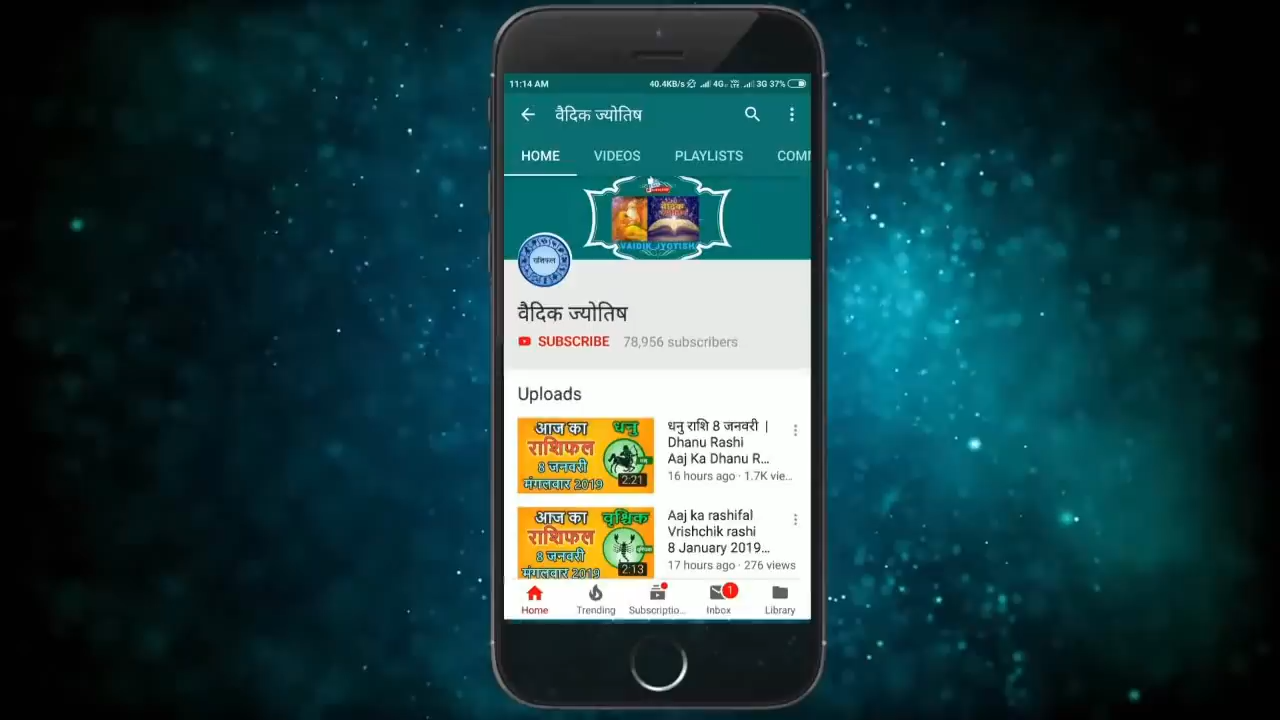 11:14 AM
40.4KB/s 4G 3G 37%
वैदिक ज्योतिष
HOME VIDEOS PLAYLISTS COMM
वैदिक
VAIDIK JYOTISH
राशिफल
वैदिक ज्योतिष
SUBSCRIBE 78,956 subscribers
Uploads
आज का धनु
राशिफल
8 जनवरी
मंगलवार 2019
2:21
धनु राशि 8 जनवरी |
Dhanu Rashi
Aaj Ka Dhanu R...
16 hours ago · 1.7K vie...
आज का वृश्चिक
राशिफल
8 जनवरी
मंगलवार 2019
2:13
Aaj ka rashifal
Vrishchik rashi
8 January 2019...
17 hours ago · 276 views
1
Home Trending Subscriptio... Inbox Library